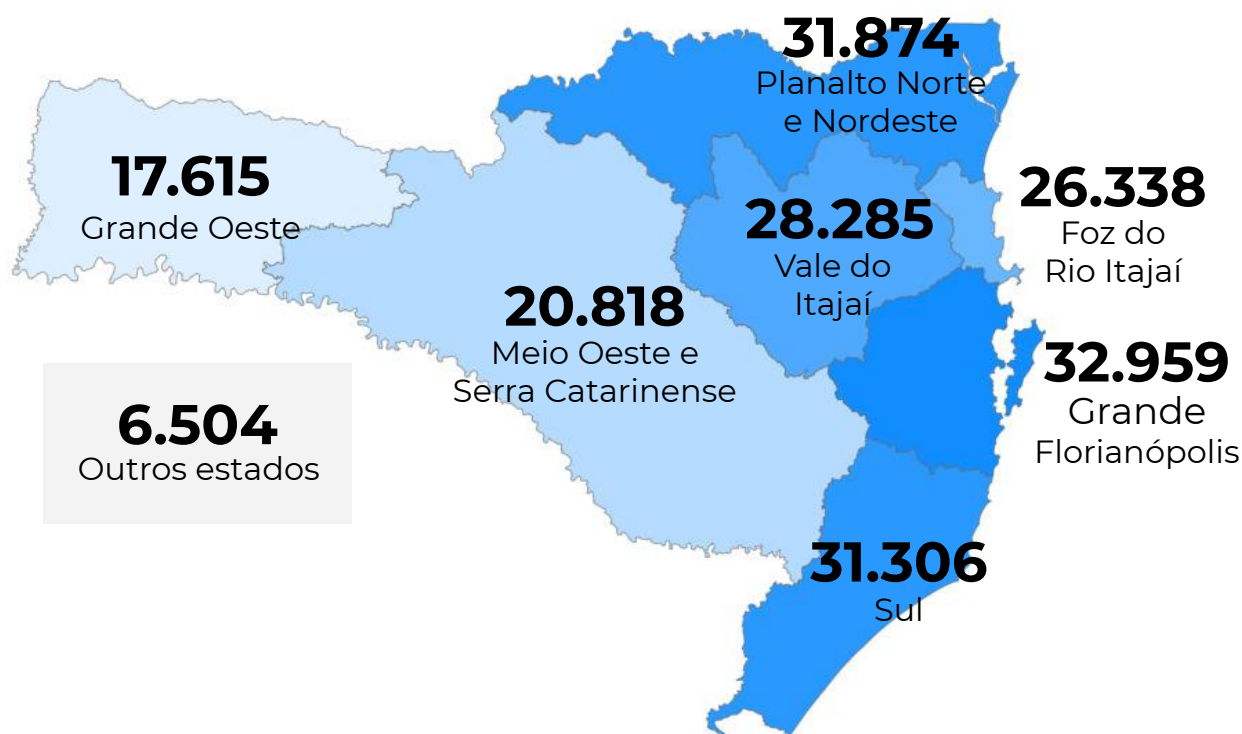 31.874
Planalto Norte
e Nordeste
17.615
Grande Oeste
26.338
Foz do
Rio Itajaí
28.285
Vale do
Itajaí
20.818
Meio Oeste e
Serra Catarinense
32.959
Grande
Florianópolis
6.504
Outros estados
31.306
Sul